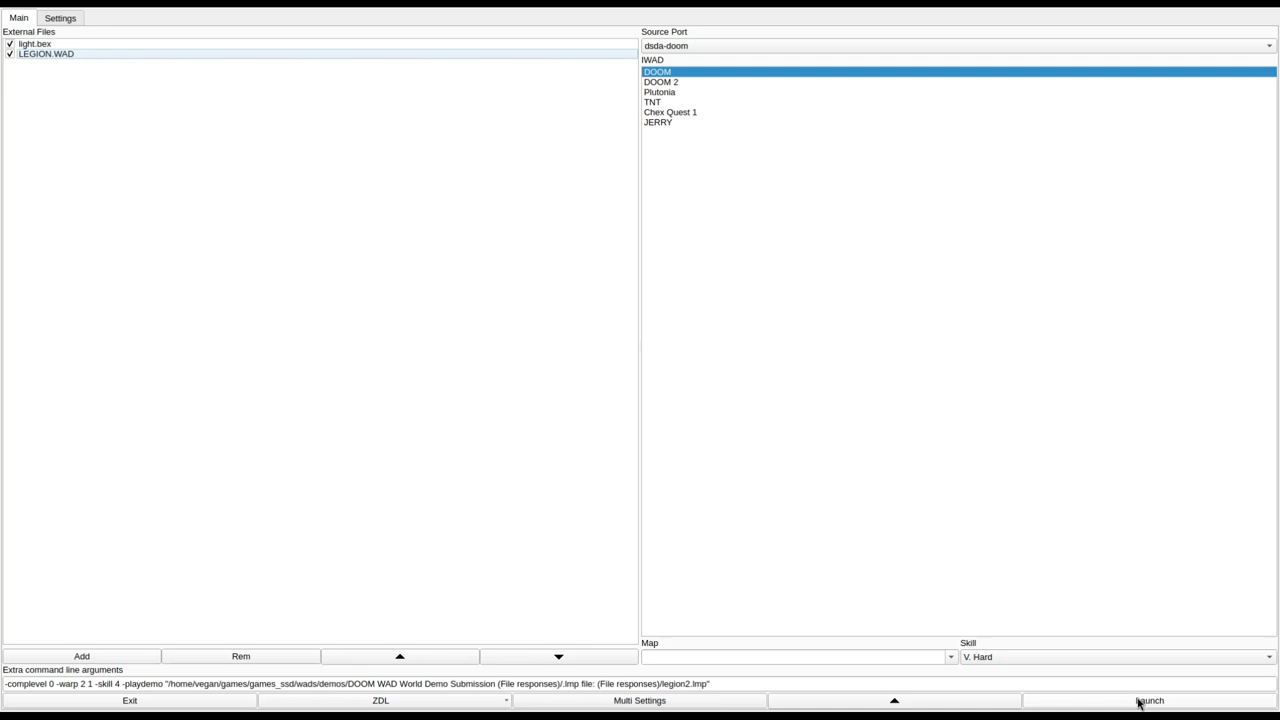 Main Settings
External Files
light.bex
LEGION.WAD
Source Port
dsda-doom
IWAD
DOOM
DOOM 2
Plutonia
TNT
Chex Quest 1
JERRY
Map
Skill
V. Hard
Add
Rem
Extra command line arguments
-complevel 0 -warp 2 1 -skill 4 -playdemo "/home/vegan/games/games_ssd/wads/demos/DOOM WAD World Demo Submission (File responses)/.lmp file: (File responses)/legion2.lmp"
Exit
ZDL
Multi Settings
Launch